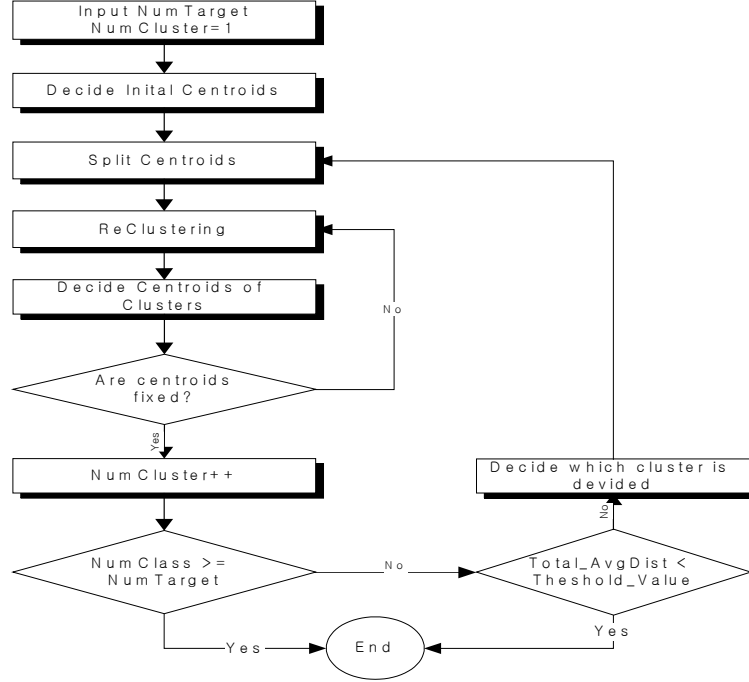 Input NumTarget
NumCluster=1
Decide Inital Centroids
Split Centroids
ReClustering
Decide Centroids of
Clusters
No
Are centroids
fixed?
Yes
NumCluster++
Decide which cluster is
devided
No
NumClass >=
NumTarget
No
Total_AvgDist <
Theshold_Value
Yes
End
Yes